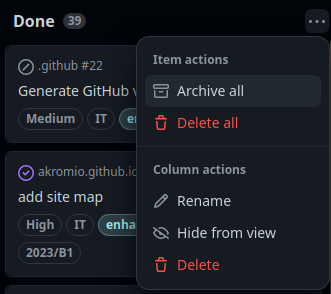 Done 39
Item actions
.github #22
Archive all
Generate GitHub
Medium IT
Delete all
Column actions
akromio.github.io
add site map
Rename
High IT enha
Hide from view
2023/B1
Delete